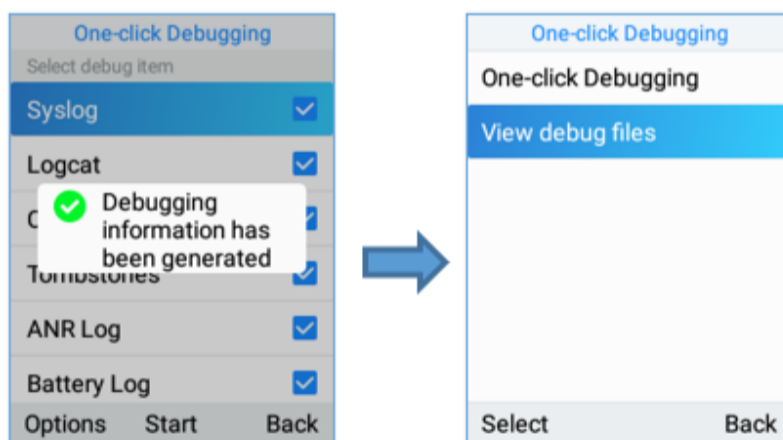 One-click Debugging
Select debug item
Syslog
Logcat
C
Debugging
information has
been generated
Tombstones
ANR Log
Battery Log
Options Start Back
One-click Debugging
One-click Debugging
View debug files
Select Back